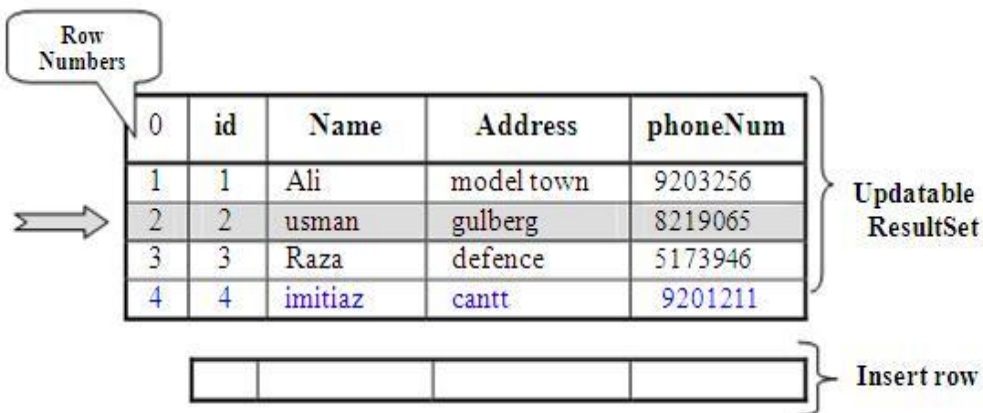 Row
Numbers
0 id Name Address phoneNum
1 1 Ali model town 9203256
2 2 usman gulberg 8219065
3 3 Raza defence 5173946
4 4 imitiaz cantt 9201211
Updatable
ResultSet
Insert row